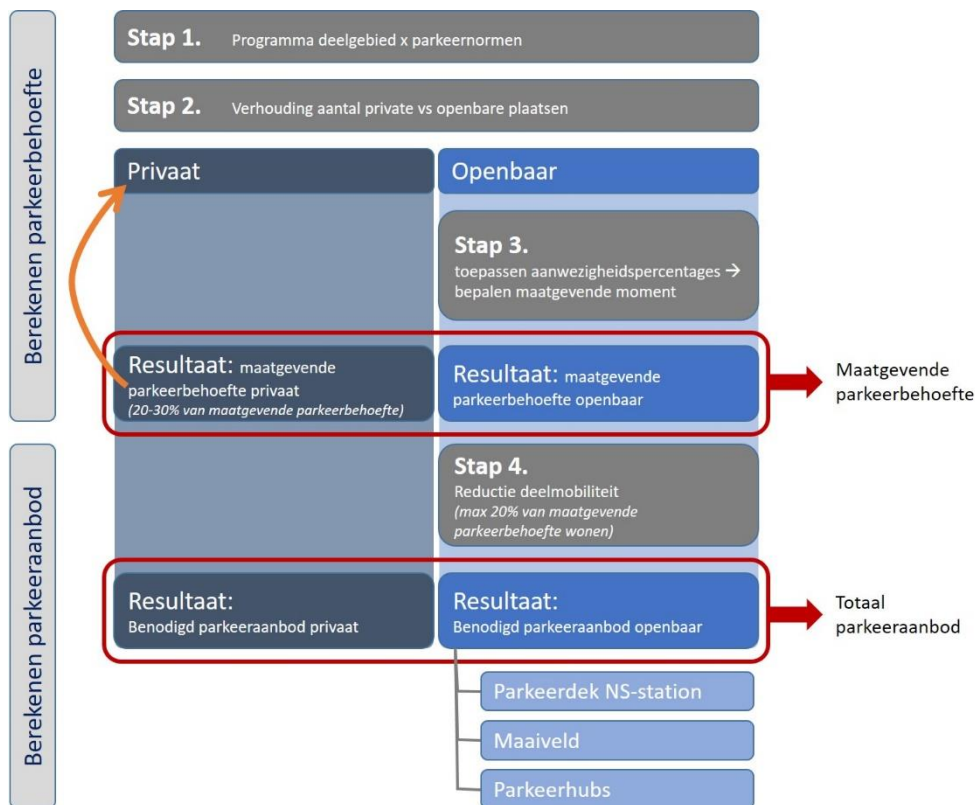 Berekenen parkeerbehoefte
Stap 1. Programma deelgebied x parkeernormen
Stap 2. Verhouding aantal private vs openbare plaatsen
Privaat
Openbaar
Stap 3.
toepassen aanwezigheidspercentages →
bepalen maatgevende moment
Resultaat: maatgevende
parkeerbehoefte privaat
(20-30% van maatgevende parkeerbehoefte)
Resultaat: maatgevende
parkeerbehoefte openbaar
Maatgevende
parkeerbehoefte
Berekenen parkeeraanbod
Stap 4.
Reductie deelmobiliteit
(max 20% van maatgevende
parkeerbehoefte wonen)
Resultaat:
Benodigd parkeeraanbod privaat
Resultaat:
Benodigd parkeeraanbod openbaar
Totaal
parkeeraanbod
Parkeerdek NS-station
Maaiveld
Parkeerhubs